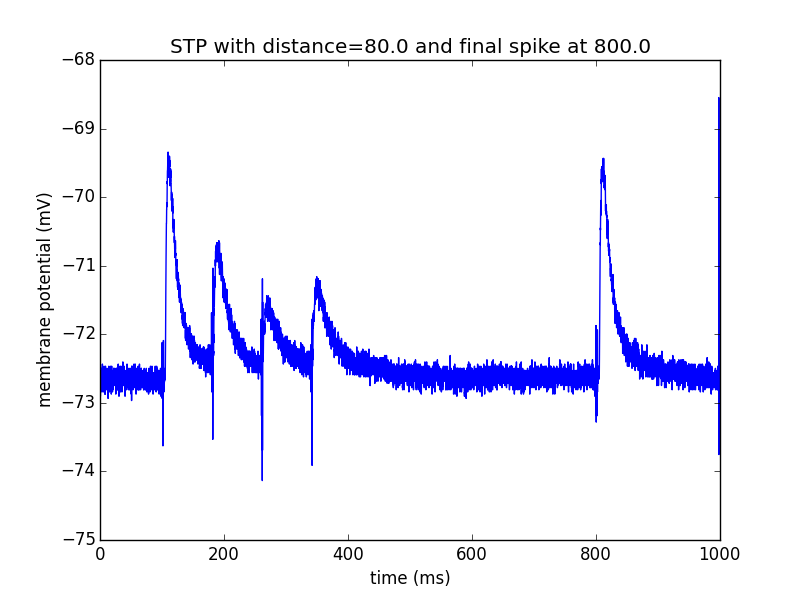 STP with distance=80.0 and final spike at 800.0
−68
−69
−70
−71
−72
−73
−74
−75
membrane potential (mV)
0 200 400 600 800 1000
time (ms)